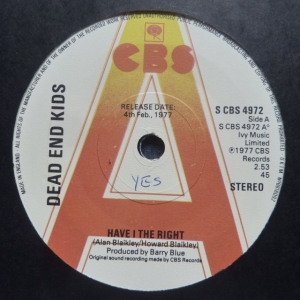 CBS
RELEASE DATE:
4th Feb., 1977
S CBS 4972
Side A
S CBS 4972 A
Ivy Music
Limited
℗1977 CBS
Records
2.53
45
STEREO
DEAD END KIDS
YES
HAVE I THE RIGHT
(Alan Blaikley/Howard Blaikley)
Produced by Barry Blue
Original sound recording made by CBS Records